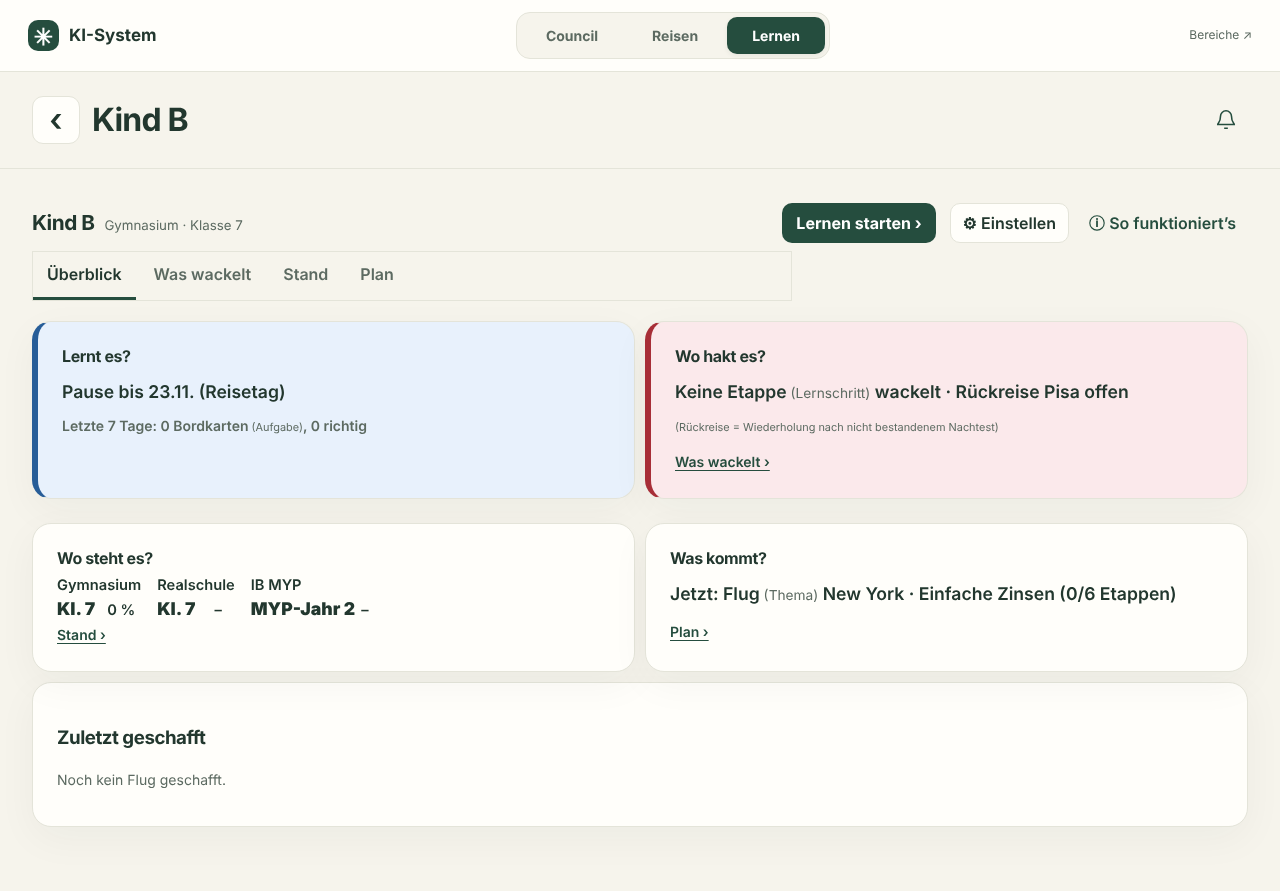 KI-System
Council
Reisen
Lernen
Bereiche ↗
‹ Kind B
Kind B Gymnasium · Klasse 7
Lernen starten ›
⚙ Einstellen
ⓘ So funktioniert’s
Überblick
Was wackelt
Stand
Plan
Lernt es?
Pause bis 23.11. (Reisetag)
Letzte 7 Tage: 0 Bordkarten (Aufgabe), 0 richtig
Wo hakt es?
Keine Etappe (Lernschritt) wackelt · Rückreise Pisa offen
(Rückreise = Wiederholung nach nicht bestandenem Nachtest)
Was wackelt ›
Wo steht es?
Gymnasium Realschule IB MYP
Kl. 7 0 % Kl. 7 – MYP-Jahr 2 –
Stand ›
Was kommt?
Jetzt: Flug (Thema) New York · Einfache Zinsen (0/6 Etappen)
Plan ›
Zuletzt geschafft
Noch kein Flug geschafft.